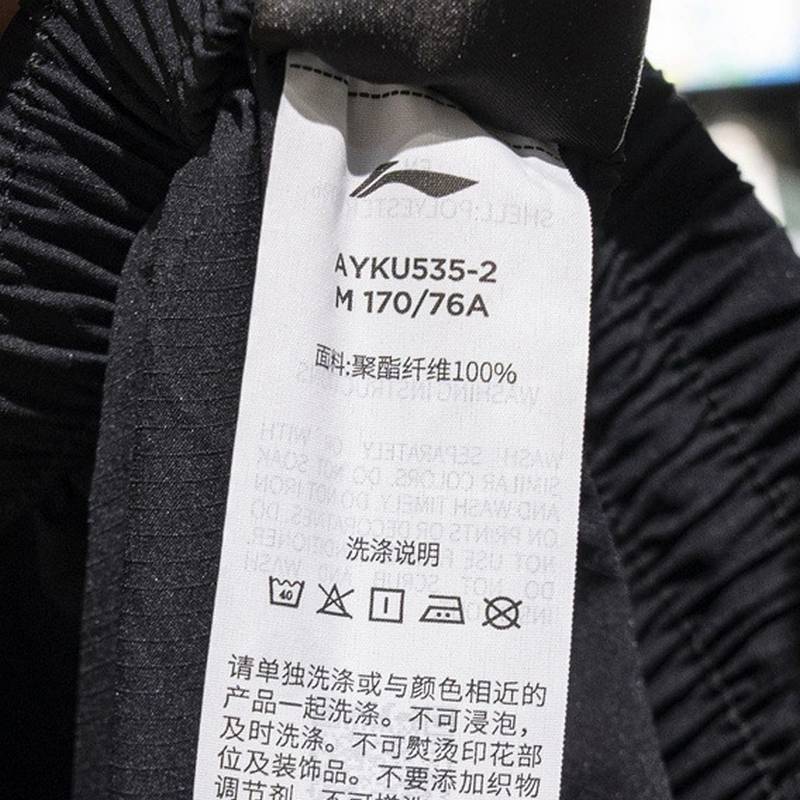 AYKU535-2
M 170/76A
面料:聚酯纤维100%
洗涤说明
40
请单独洗涤或与颜色相近的
产品一起洗涤。不可浸泡,
及时洗涤。不可熨烫印花部
位及装饰品。不要添加织物
调节剂。不可